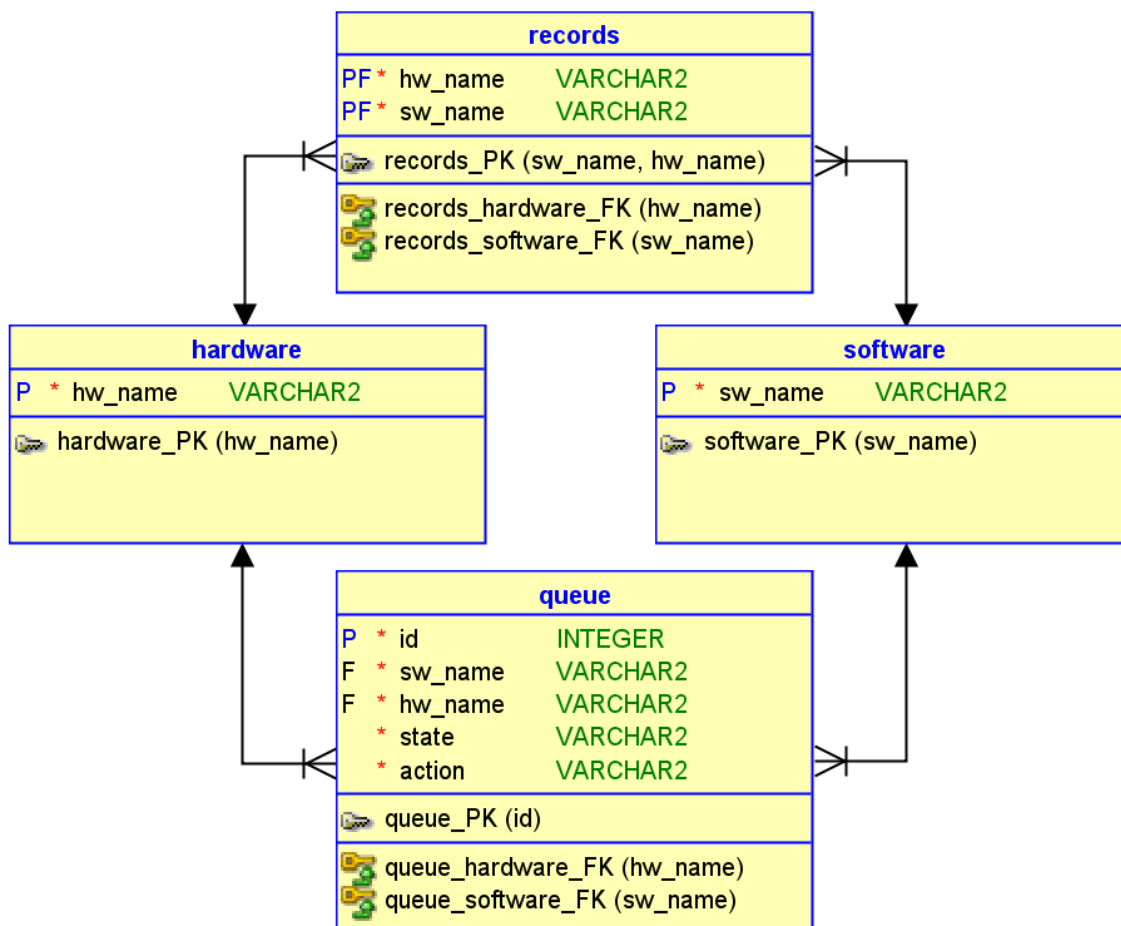 records
PF * hw_name VARCHAR2
PF * sw_name VARCHAR2
records_PK (sw_name, hw_name)
records_hardware_FK (hw_name)
records_software_FK (sw_name)
hardware
P * hw_name VARCHAR2
hardware_PK (hw_name)
software
P * sw_name VARCHAR2
software_PK (sw_name)
queue
P * id INTEGER
F * sw_name VARCHAR2
F * hw_name VARCHAR2
* state VARCHAR2
* action VARCHAR2
queue_PK (id)
queue_hardware_FK (hw_name)
queue_software_FK (sw_name)